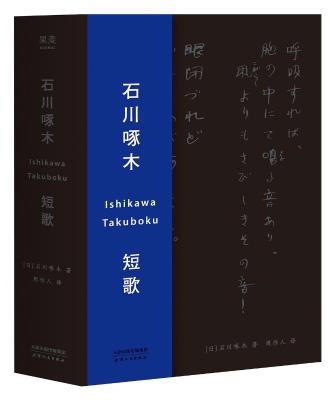 果麦
石川啄木
Ishikawa
Takuboku
短歌
[日]石川啄木 著
周作人 译
石川啄木
Ishikawa
Takuboku
短歌
呼吸すれば、
胸の中にて鳴る音あり。
凩よりもさびしきその音!
眼閉づれど
[日] 石川啄木 著 周作人 译